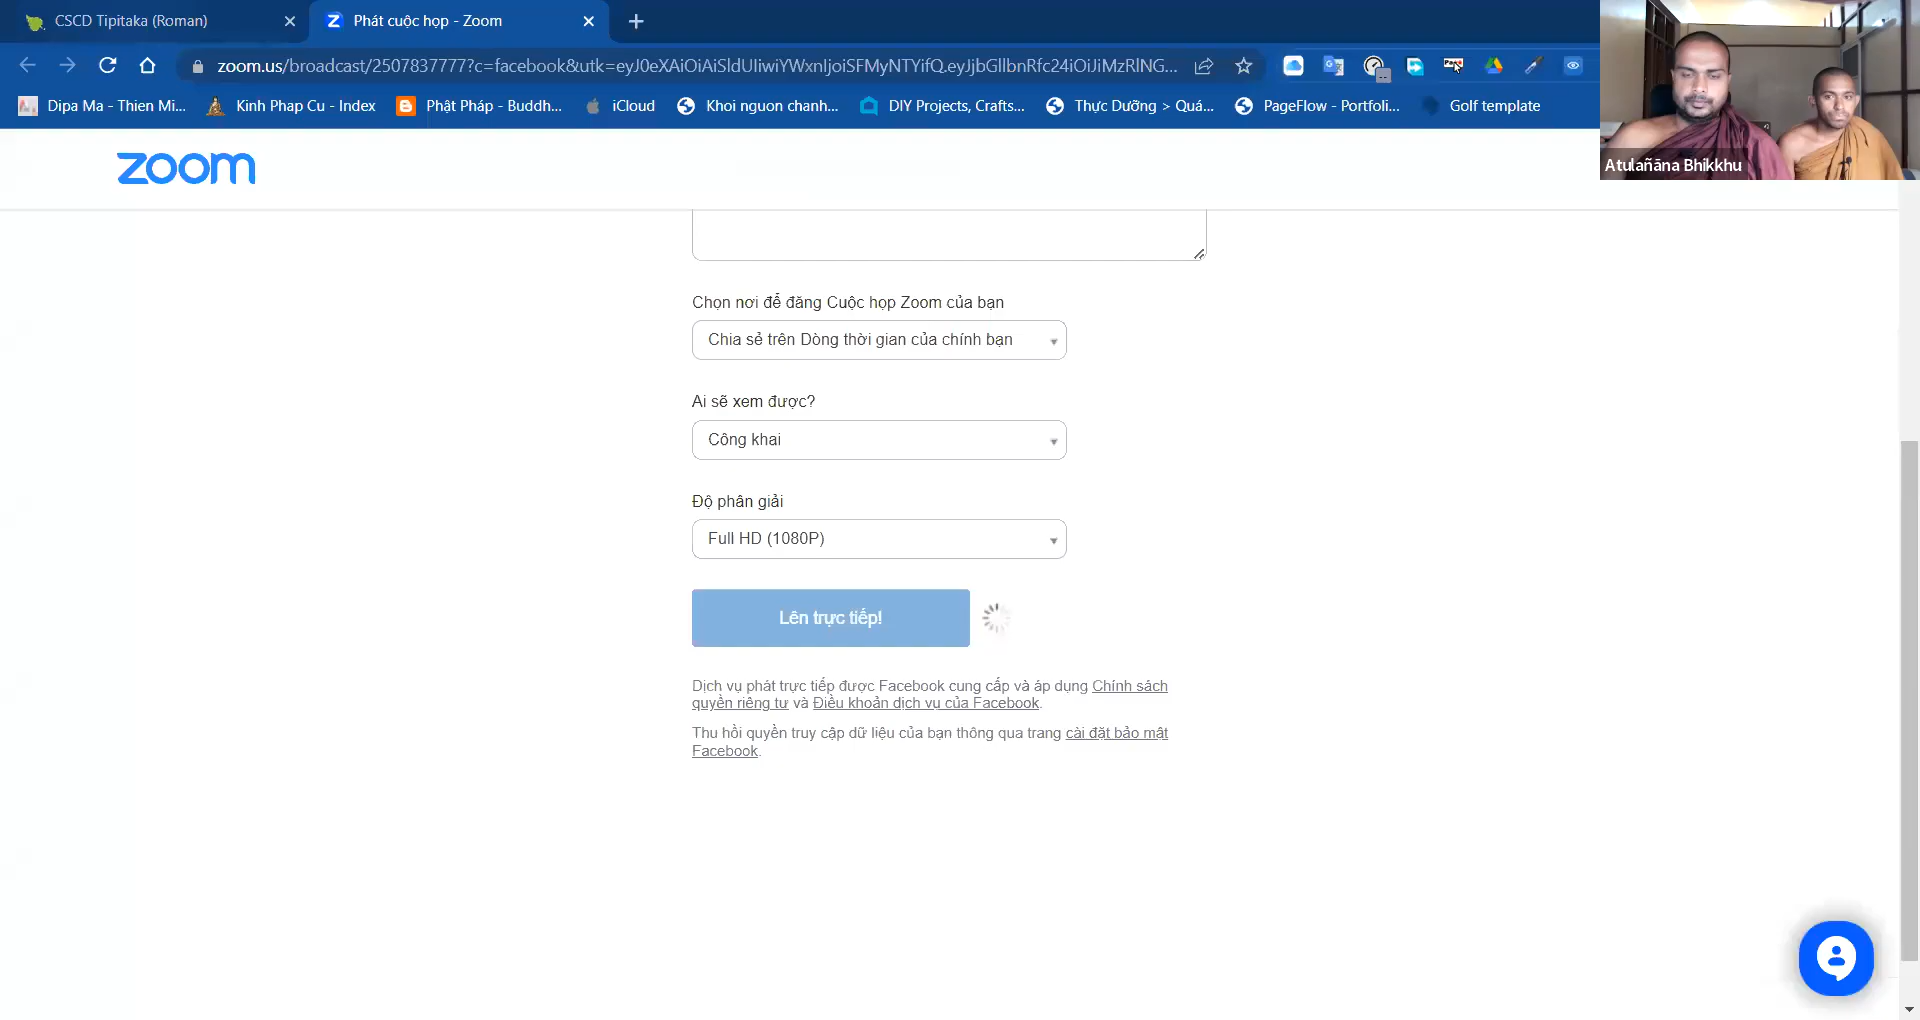 CSCD Tipitaka (Roman)
Phát cuộc họp - Zoom
zoom.us/broadcast/2507837777?c=facebook&utk=eyJ0eXAiOiAiSldUIiwiYWxnIjoiSFMyNTYifQ.eyJjbGllbnRfc24iOiJiMzRlNG...
Dipa Ma - Thien Mi...
Kinh Phap Cu - Index
Phật Pháp - Buddh...
iCloud
Khoi nguon chanh...
DIY Projects, Crafts...
Thực Dưỡng > Quá...
PageFlow - Portfoli...
Golf template
Atulañāna Bhikkhu
zoom
Chọn nơi để đăng Cuộc họp Zoom của bạn
Chia sẻ trên Dòng thời gian của chính bạn
Ai sẽ xem được?
Công khai
Độ phân giải
Full HD (1080P)
Lên trực tiếp!
Dịch vụ phát trực tiếp được Facebook cung cấp và áp dụng Chính sách
quyền riêng tư và Điều khoản dịch vụ của Facebook.
Thu hồi quyền truy cập dữ liệu của bạn thông qua trang cài đặt bảo mật
Facebook.